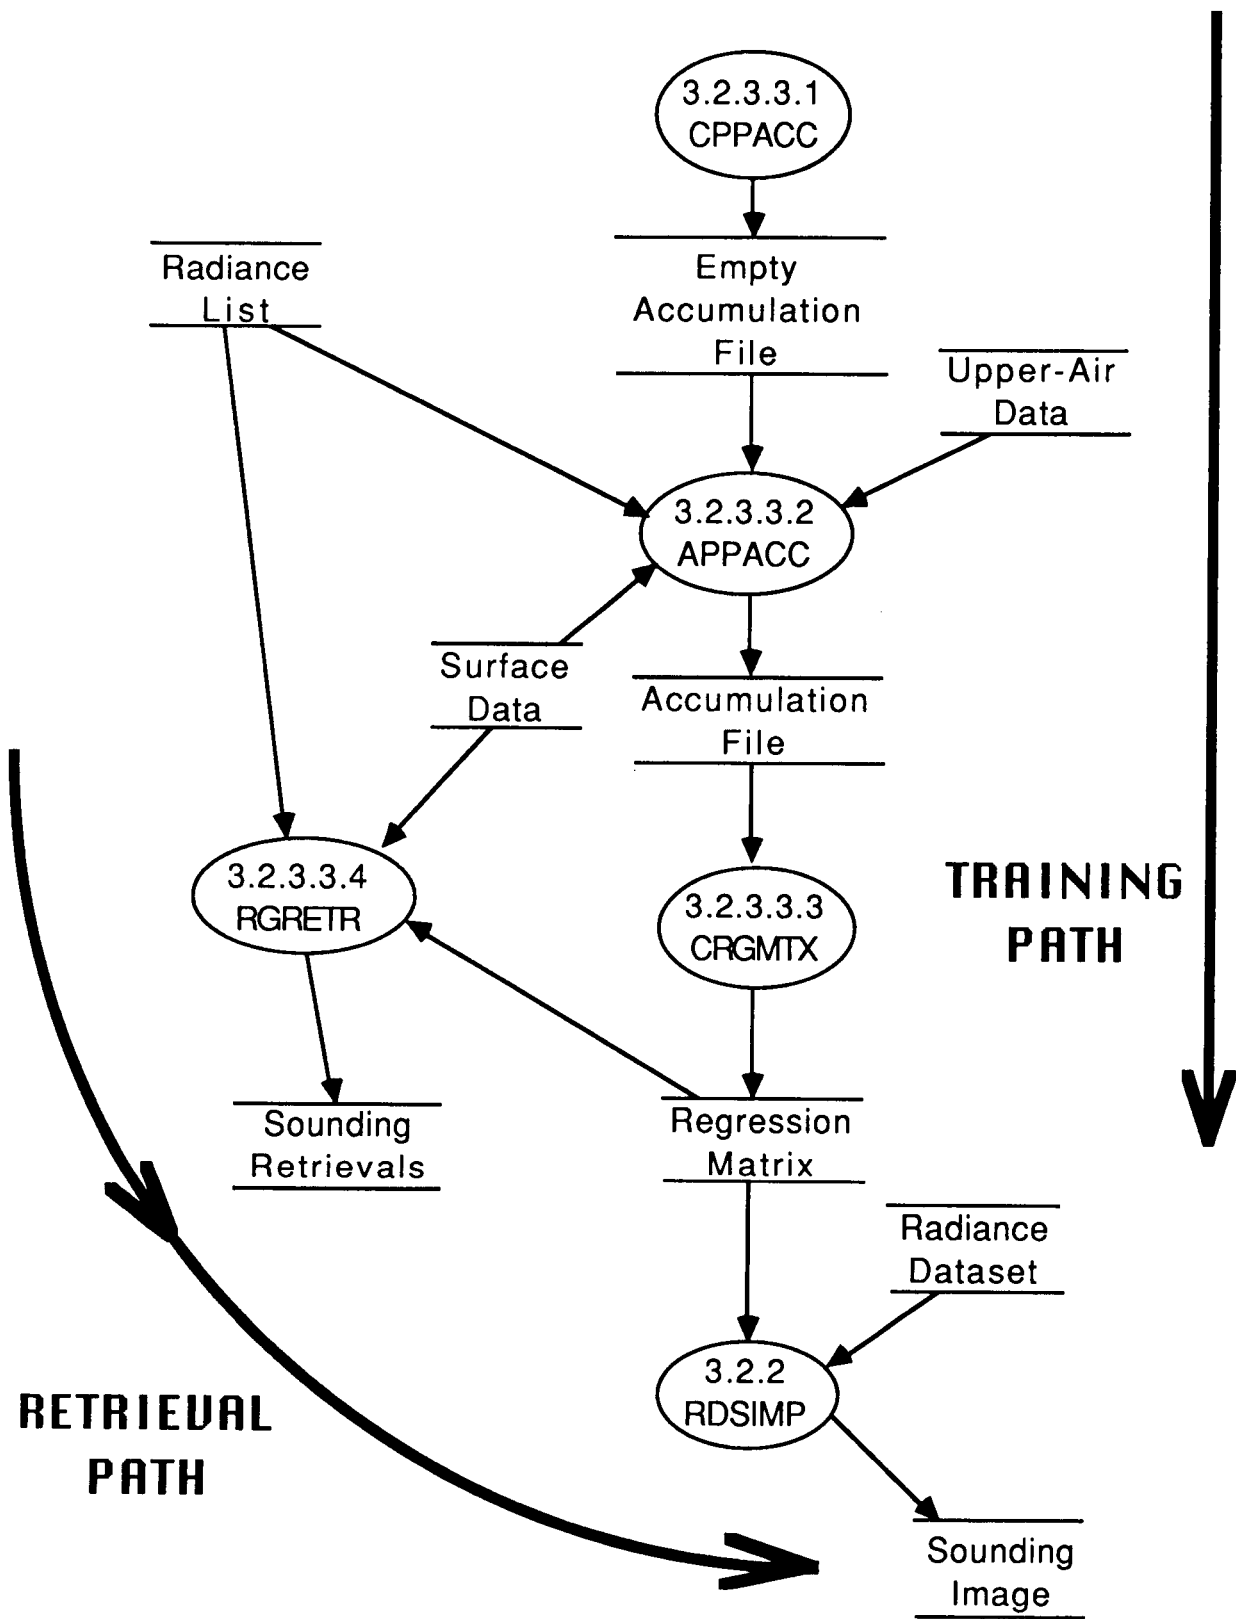 3.2.3.3.1
CPPACC
Radiance
List
Empty
Accumulation
File
Upper-Air
Data
3.2.3.3.2
APPACC
Surface
Data
Accumulation
File
3.2.3.3.4
RGRETR
3.2.3.3.3
CRGMTX
TRAINING
PATH
Sounding
Retrievals
Regression
Matrix
Radiance
Dataset
3.2.2
RDSIMP
RETRIEVAL
PATH
Sounding
Image